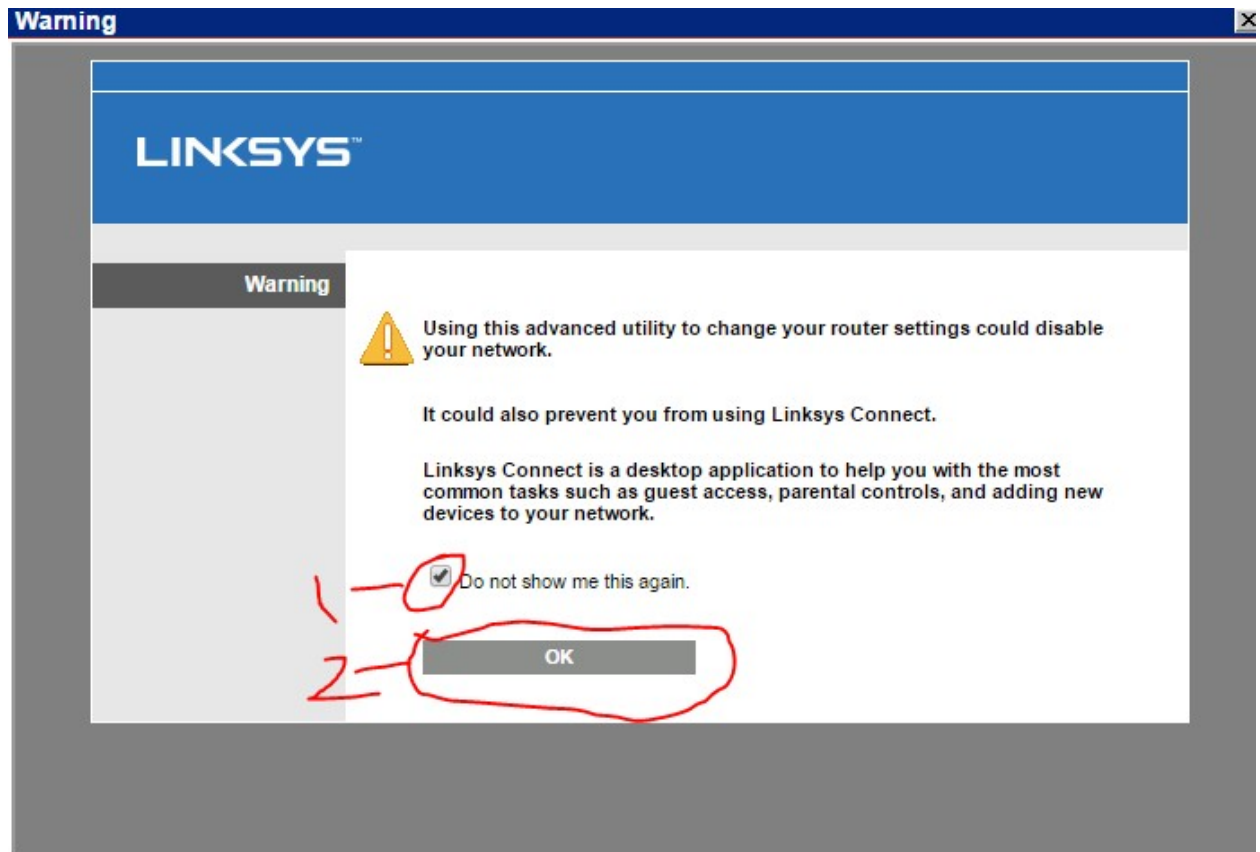 Warning
LINKSYS™
Warning
Using this advanced utility to change your router settings could disable
your network.
It could also prevent you from using Linksys Connect.
Linksys Connect is a desktop application to help you with the most
common tasks such as guest access, parental controls, and adding new
devices to your network.
1
Do not show me this again.
2
OK